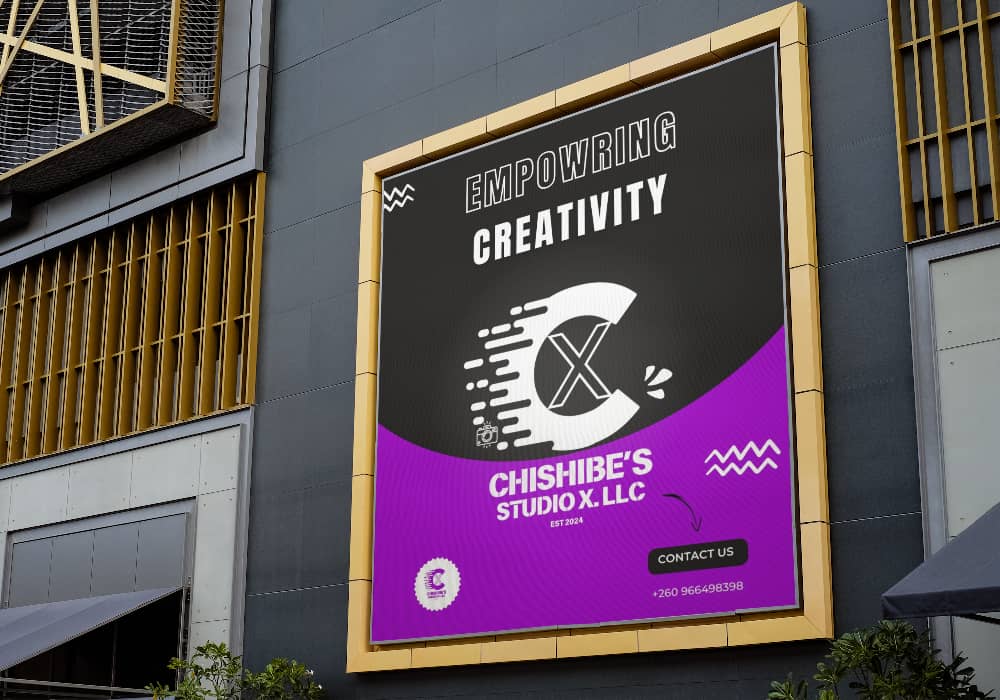 EMPOWRING
CREATIVITY
X
CHISHIBE'S
STUDIO X. LLC
EST 2024
CONTACT US
+260 966498398